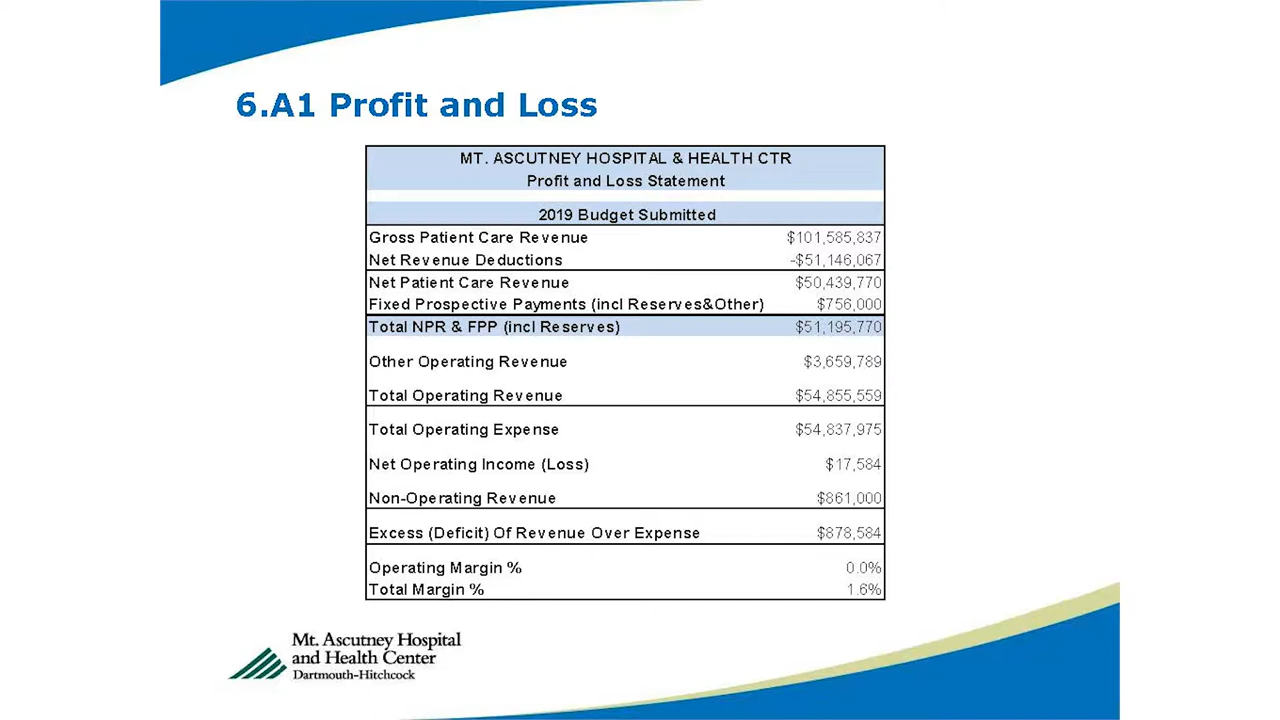 6.A1 Profit and Loss
MT. ASCUTNEY HOSPITAL & HEALTH CTR
Profit and Loss Statement
2019 Budget Submitted
Gross Patient Care Revenue $101,585,837
Net Revenue Deductions -$51,146,067
Net Patient Care Revenue $50,439,770
Fixed Prospective Payments (incl Reserves&Other) $756,000
Total NPR & FPP (incl Reserves) $51,195,770
Other Operating Revenue $3,659,789
Total Operating Revenue $54,855,559
Total Operating Expense $54,837,975
Net Operating Income (Loss) $17,584
Non-Operating Revenue $861,000
Excess (Deficit) Of Revenue Over Expense $878,584
Operating Margin % 0.0%
Total Margin % 1.6%
Mt. Ascutney Hospital
and Health Center
Dartmouth-Hitchcock